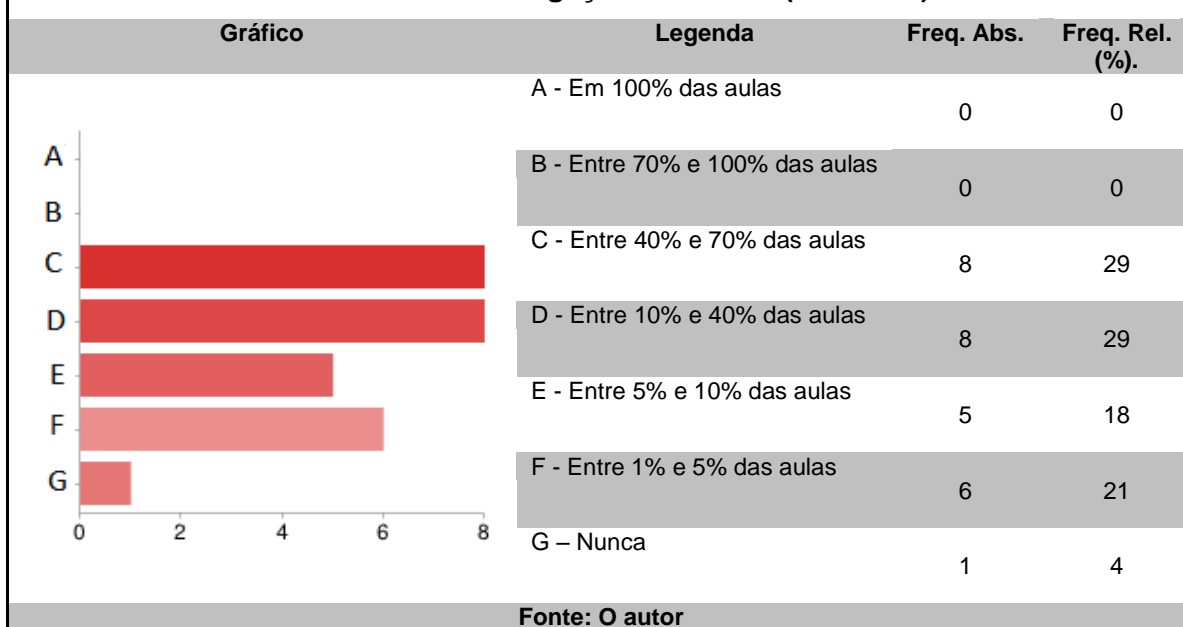 Gráfico Legenda Freq. Abs. Freq. Rel. (%).
A - Em 100% das aulas 0 0
B - Entre 70% e 100% das aulas 0 0
C - Entre 40% e 70% das aulas 8 29
D - Entre 10% e 40% das aulas 8 29
E - Entre 5% e 10% das aulas 5 18
F - Entre 1% e 5% das aulas 6 21
G – Nunca 1 4
A
B
C
D
E
F
G
0 2 4 6 8
Fonte: O autor